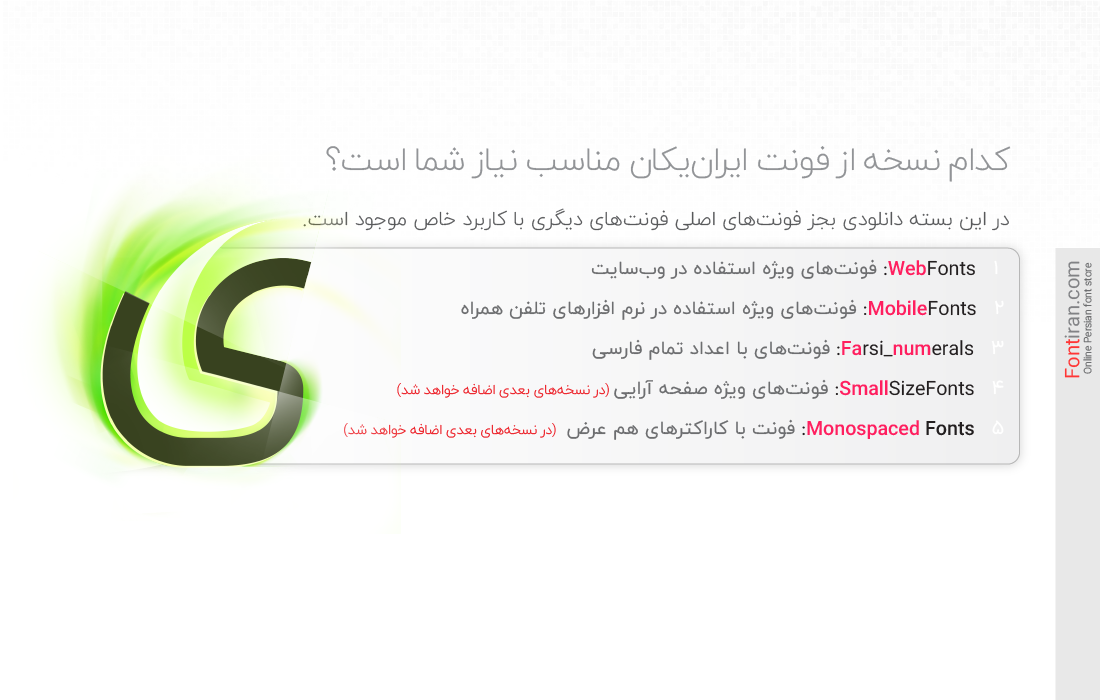 کدام نسخه از فونت ایران‌یکان مناسب نیاز شما است؟
در این بسته دانلودی بجز فونت‌های اصلی فونت‌های دیگری با کاربرد خاص موجود است.
۱ WebFonts: فونت‌های ویژه استفاده در وب‌سایت
۲ MobileFonts: فونت‌های ویژه استفاده در نرم افزارهای تلفن همراه
۳ Farsi_numerals: فونت‌های با اعداد تمام فارسی
۴ SmallSizeFonts: فونت‌های ویژه صفحه آرایی (در نسخه‌های بعدی اضافه خواهد شد)
۵ Monospaced Fonts: فونت با کاراکترهای هم عرض (در نسخه‌های بعدی اضافه خواهد شد)
ی
Fontiran.com
Online Persian font store